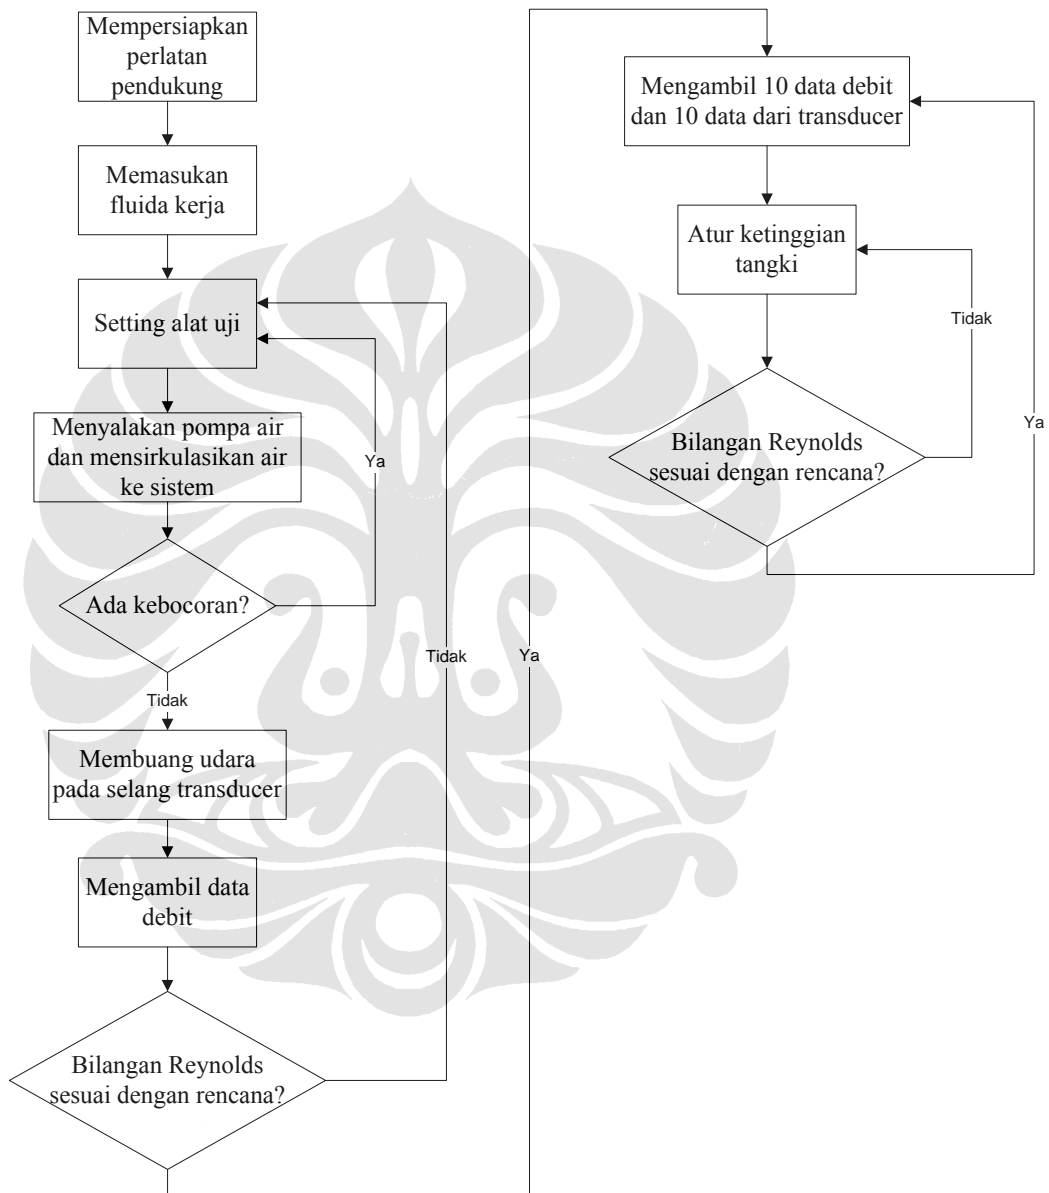 Mempersiapkan
perlatan
pendukung
Memasukan
fluida kerja
Setting alat uji
Menyalakan pompa air
dan mensirkulasikan air
ke sistem
Ya
Ada kebocoran?
Tidak
Tidak
Membuang udara
pada selang transducer
Mengambil data
debit
Bilangan Reynolds
sesuai dengan rencana?
Ya
Mengambil 10 data debit
dan 10 data dari transducer
Atur ketinggian
tangki
Tidak
Bilangan Reynolds
sesuai dengan rencana?
Ya